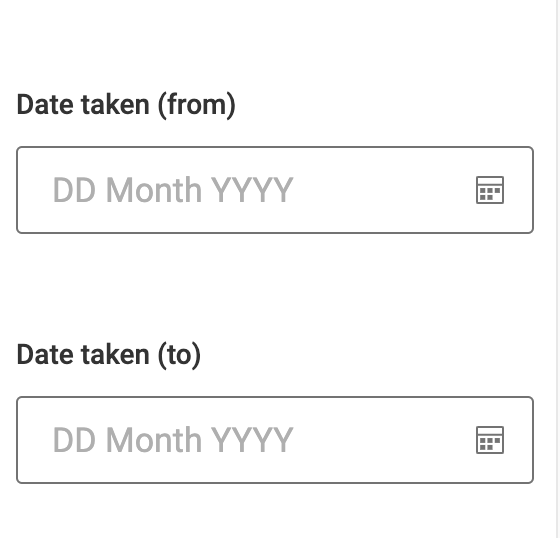 Date taken (from)
DD Month YYYY
Date taken (to)
DD Month YYYY